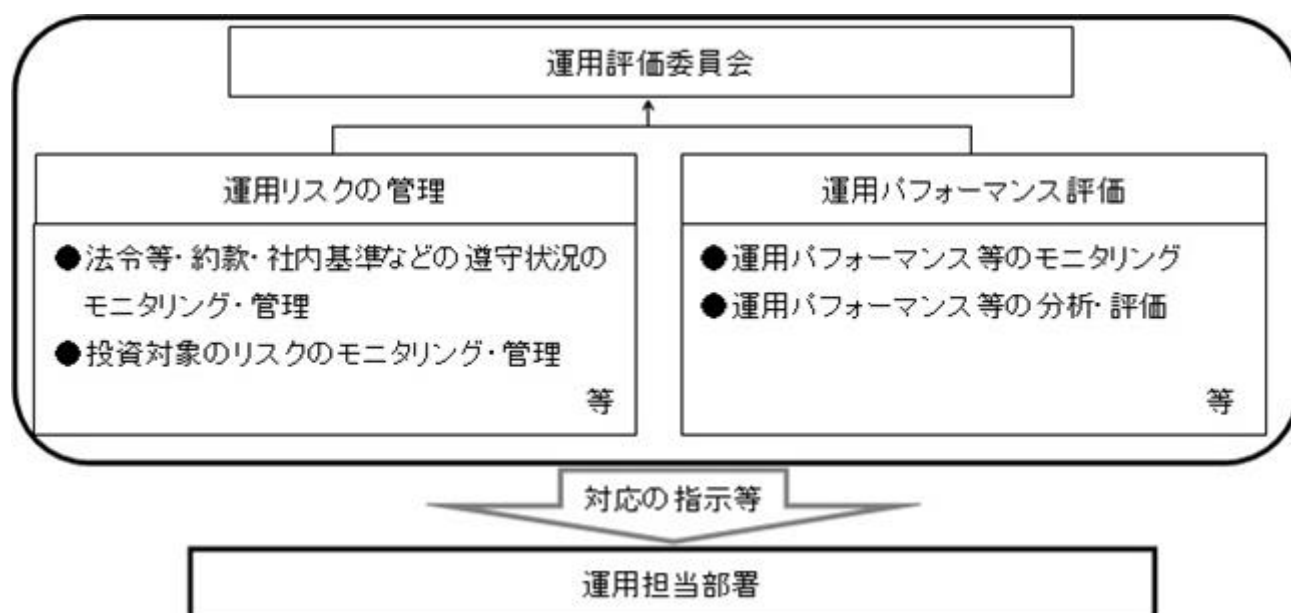 運用評価委員会
運用リスクの管理
●法令等・約款・社内基準などの遵守状況の
モニタリング・管理
●投資対象のリスクのモニタリング・管理
等
運用パフォーマンス評価
●運用パフォーマンス等のモニタリング
●運用パフォーマンス等の分析・評価
等
対応の指示等
運用担当部署